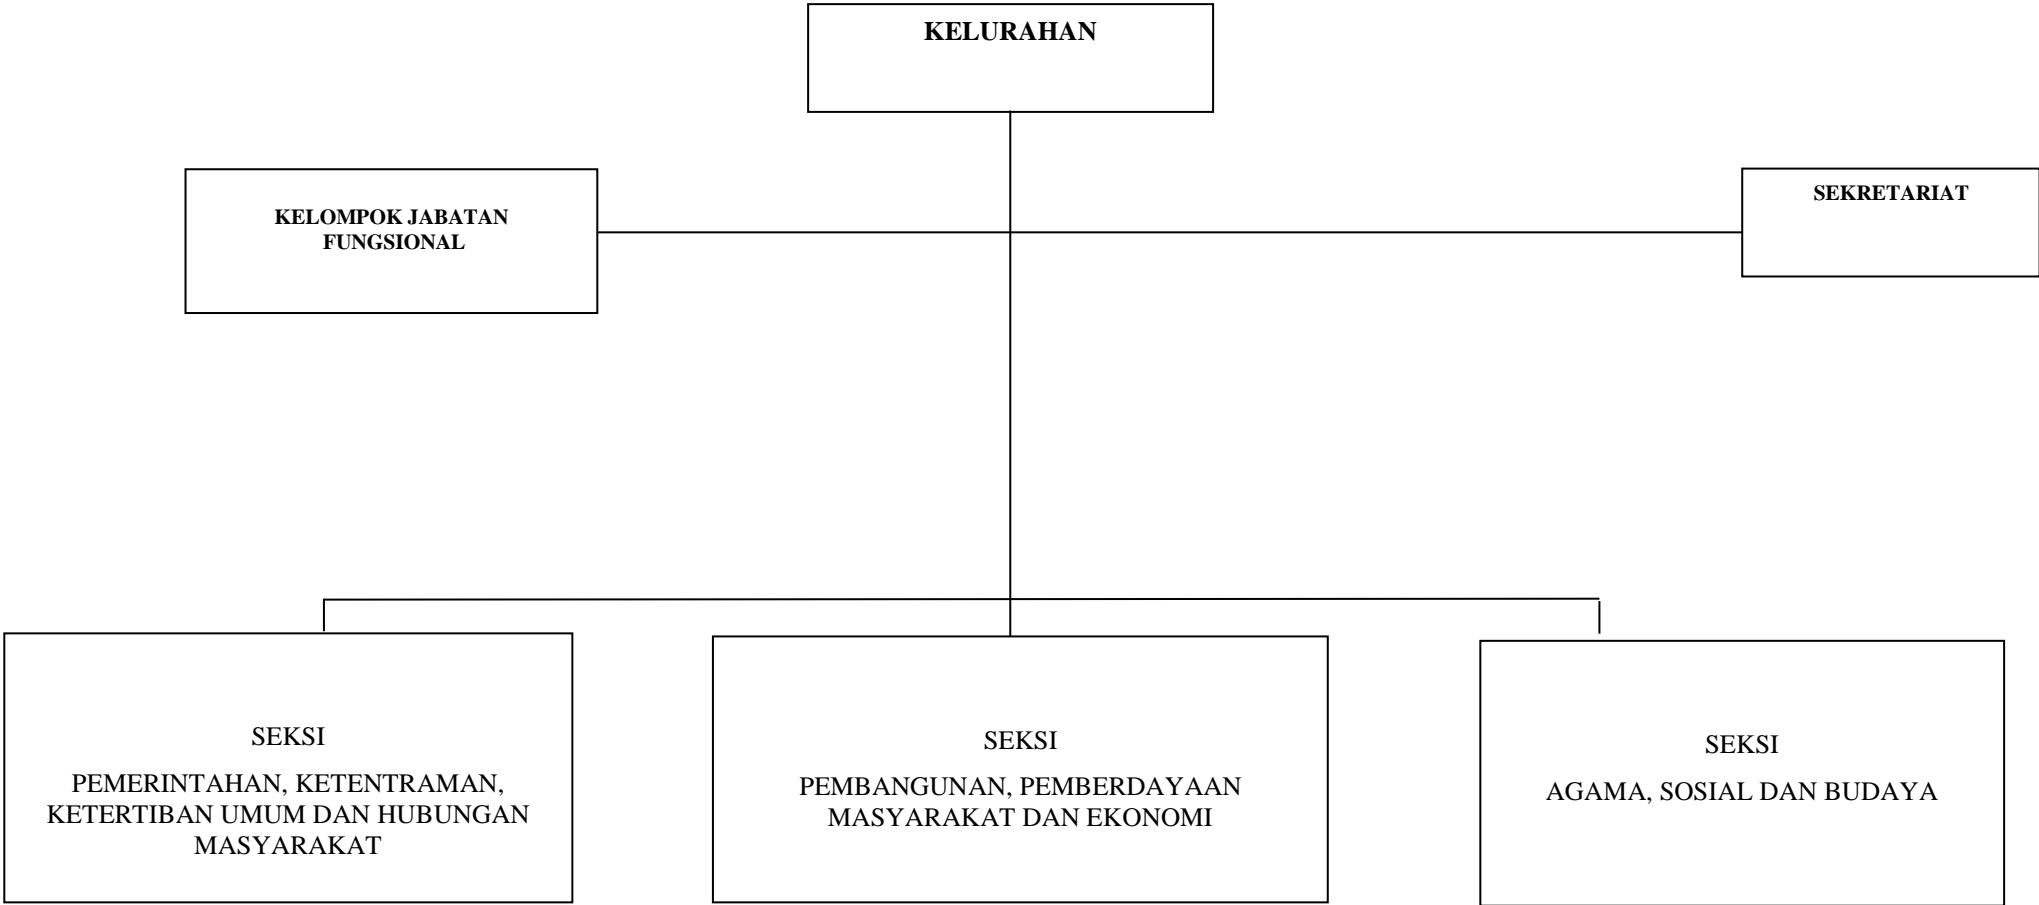 KELURAHAN
KELOMPOK JABATAN
FUNGSIONAL
SEKRETARIAT
SEKSI
PEMERINTAHAN, KETENTRAMAN,
KETERTIBAN UMUM DAN HUBUNGAN
MASYARAKAT
SEKSI
PEMBANGUNAN, PEMBERDAYAAN
MASYARAKAT DAN EKONOMI
SEKSI
AGAMA, SOSIAL DAN BUDAYA